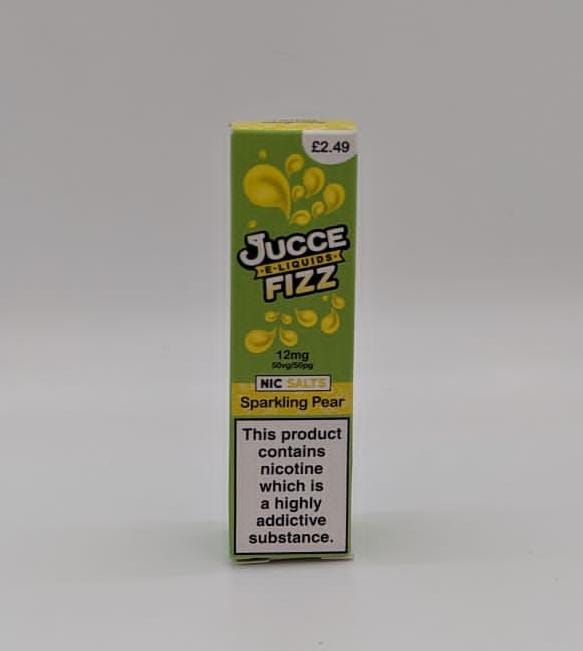 £2.49
JUCCE
E-LIQUIDS
FIZZ
12mg
50vg/50pg
NIC SALTS
Sparkling Pear
This product
contains
nicotine
which is
a highly
addictive
substance.